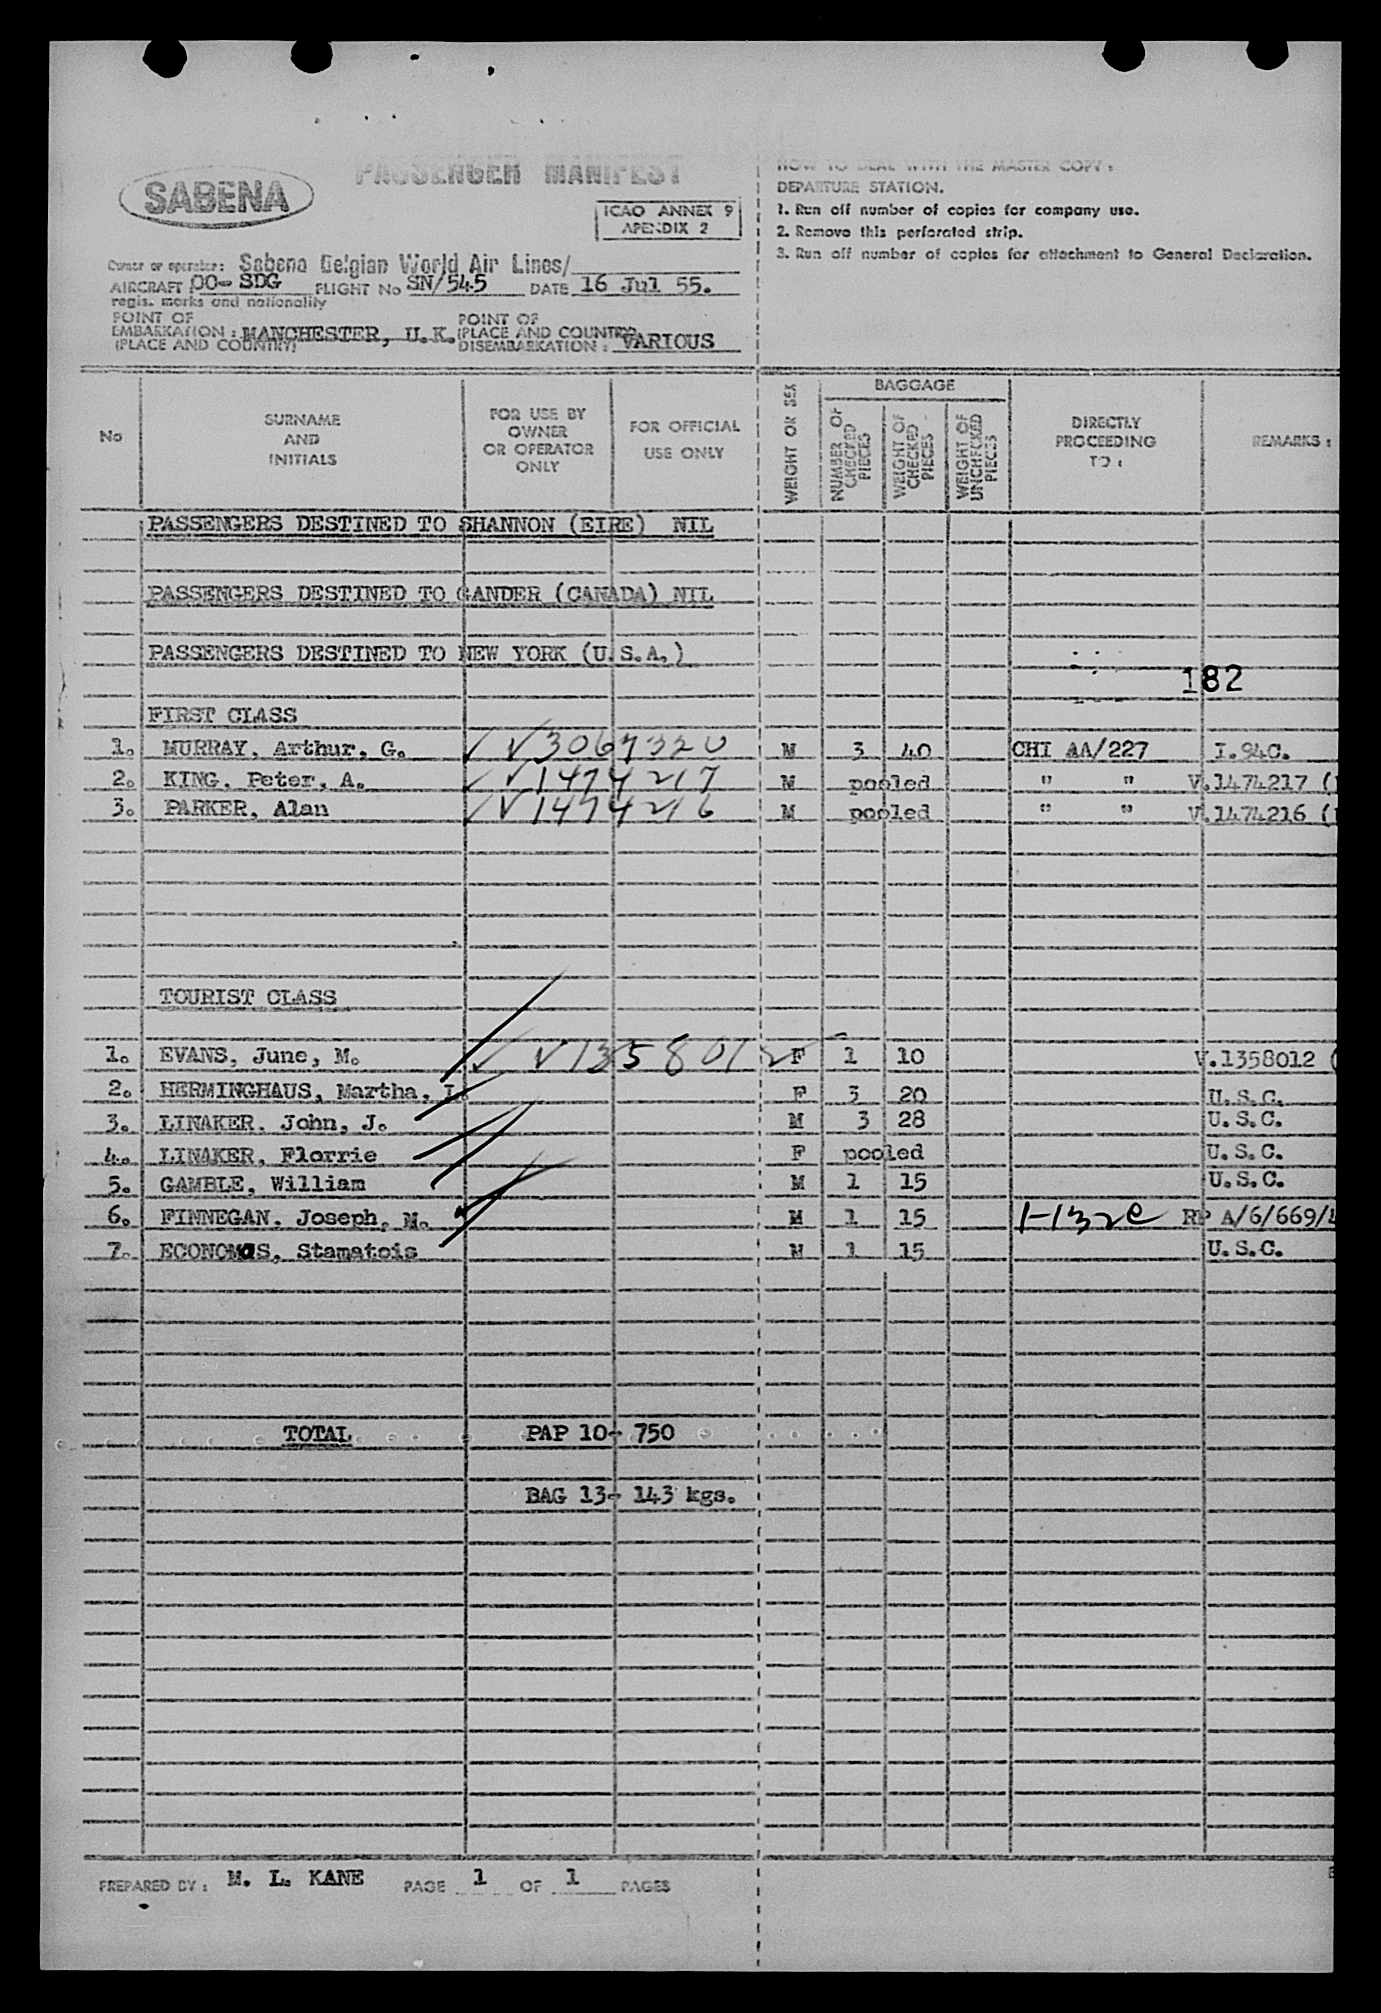 SABENA
PASSENGER MANIFEST
ICAO ANNEX 9
APENDIX 2
Owner or operator: Sabena Belgian World Air Lines/
AIRCRAFT : OO- SDG FLIGHT No SN/545 DATE 16 Jul 55.
regis. marks and nationality
POINT OF EMBARKATION : MANCHESTER, U.K.
(PLACE AND COUNTRY)
POINT OF
(PLACE AND COUNTRY)
DISEMBARKATION : VARIOUS
HOW TO DEAL WITH THE MASTER COPY :
DEPARTURE STATION.
1. Run off number of copies for company use.
2. Remove this perforated strip.
3. Run off number of copies for attachment to General Declaration.
No
SURNAME AND INITIALS
FOR USE BY OWNER OR OPERATOR ONLY
FOR OFFICIAL USE ONLY
WEIGHT OR SEX
BAGGAGE
NUMBER OF CHECKED PIECES
WEIGHT OF CHECKED PIECES
WEIGHT OF UNCHECKED PIECES
DIRECTLY PROCEEDING TO :
REMARKS :
PASSENGERS DESTINED TO SHANNON (EIRE) NIL
PASSENGERS DESTINED TO GANDER (CANADA) NIL
PASSENGERS DESTINED TO NEW YORK (U.S.A,)
182
FIRST CLASS
1. MURRAY, Arthur, G. ✓ V3067320 M 3 40 CHI AA/227 I.94C.
2. KING, Peter, A. ✓ V1474217 M pooled " " V.1474217 (
3. PARKER, Alan ✓ V1474216 M pooled " " V.1474216 (
TOURIST CLASS
1. EVANS, June, M. ✓ V1358012 F 1 10 V.1358012 (
2. HERMINGHAUS, Martha, I. F 3 20 U.S.C.
3. LINAKER, John, J. M 3 28 U.S.C.
4. LINAKER, Florrie F pooled U.S.C.
5. GAMBLE, William M 1 15 U.S.C.
6. FINNEGAN, Joseph, M. M 1 15 RP A/6/669/4
7. ECONOMOS, Stamatois M 1 15 U.S.C.
TOTAL PAP 10- 750
BAG 13- 143 kgs.
PREPARED BY : M. L. KANE PAGE 1 OF 1 PAGES